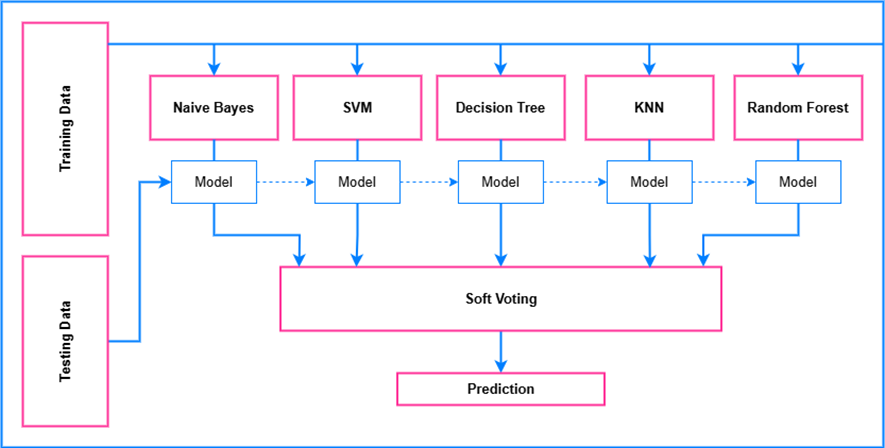 Training Data
Naive Bayes
SVM
Decision Tree
KNN
Random Forest
Model
Model
Model
Model
Model
Testing Data
Soft Voting
Prediction